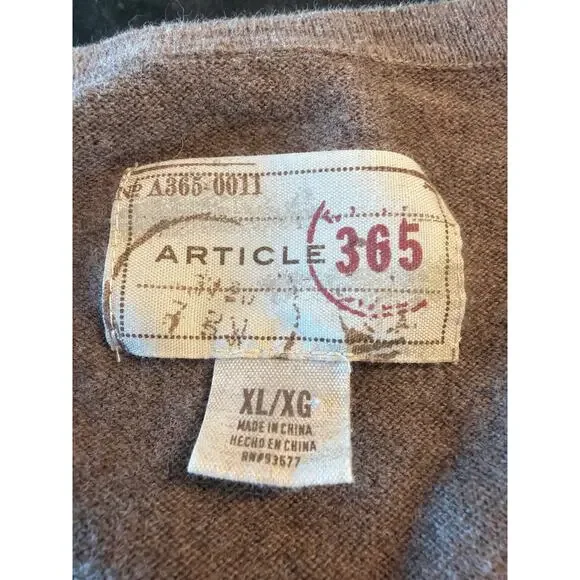 A365-0011
ARTICLE 365
XL/XG
MADE IN CHINA
HECHO EN CHINA
RN#93677